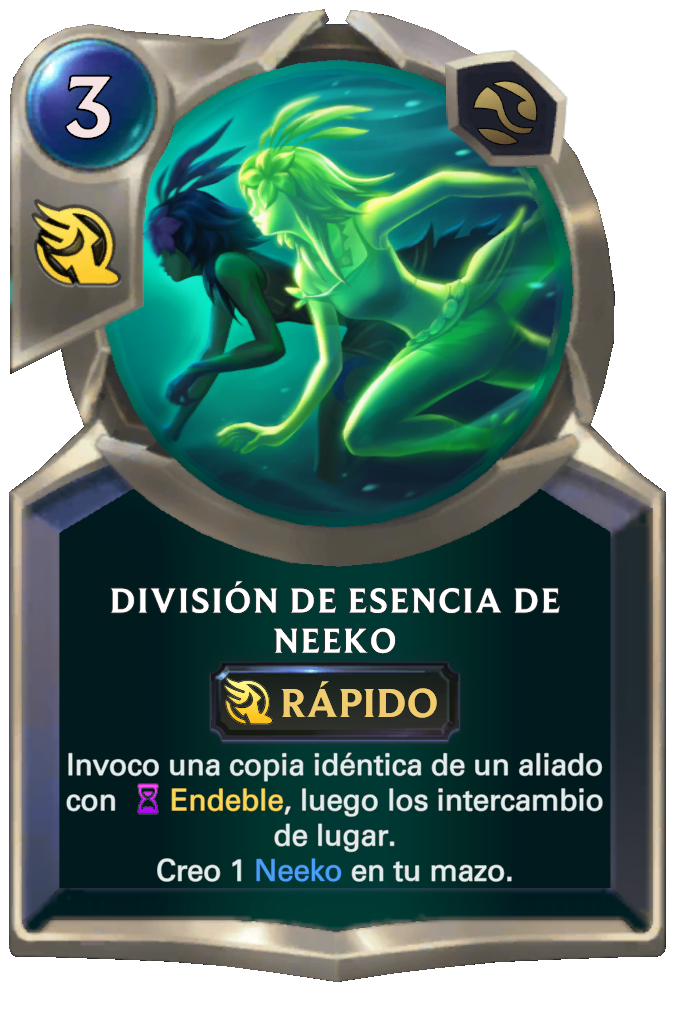 3
DIVISIÓN DE ESENCIA DE
NEEKO
RÁPIDO
Invoco una copia idéntica de un aliado
con Endeble, luego los intercambio
de lugar.
Creo 1 Neeko en tu mazo.